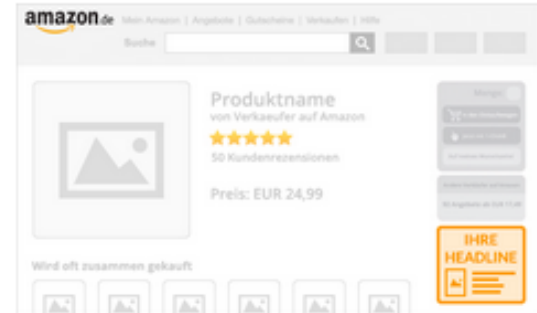 amazon.de
Mein Amazon | Angebote | Gutscheine | Verkaufen | Hilfe
Suche
Produktname
von Verkaeufer auf Amazon
50 Kundenrezensionen
Preis: EUR 24,99
Menge:
IHRE
HEADLINE
Wird oft zusammen gekauft